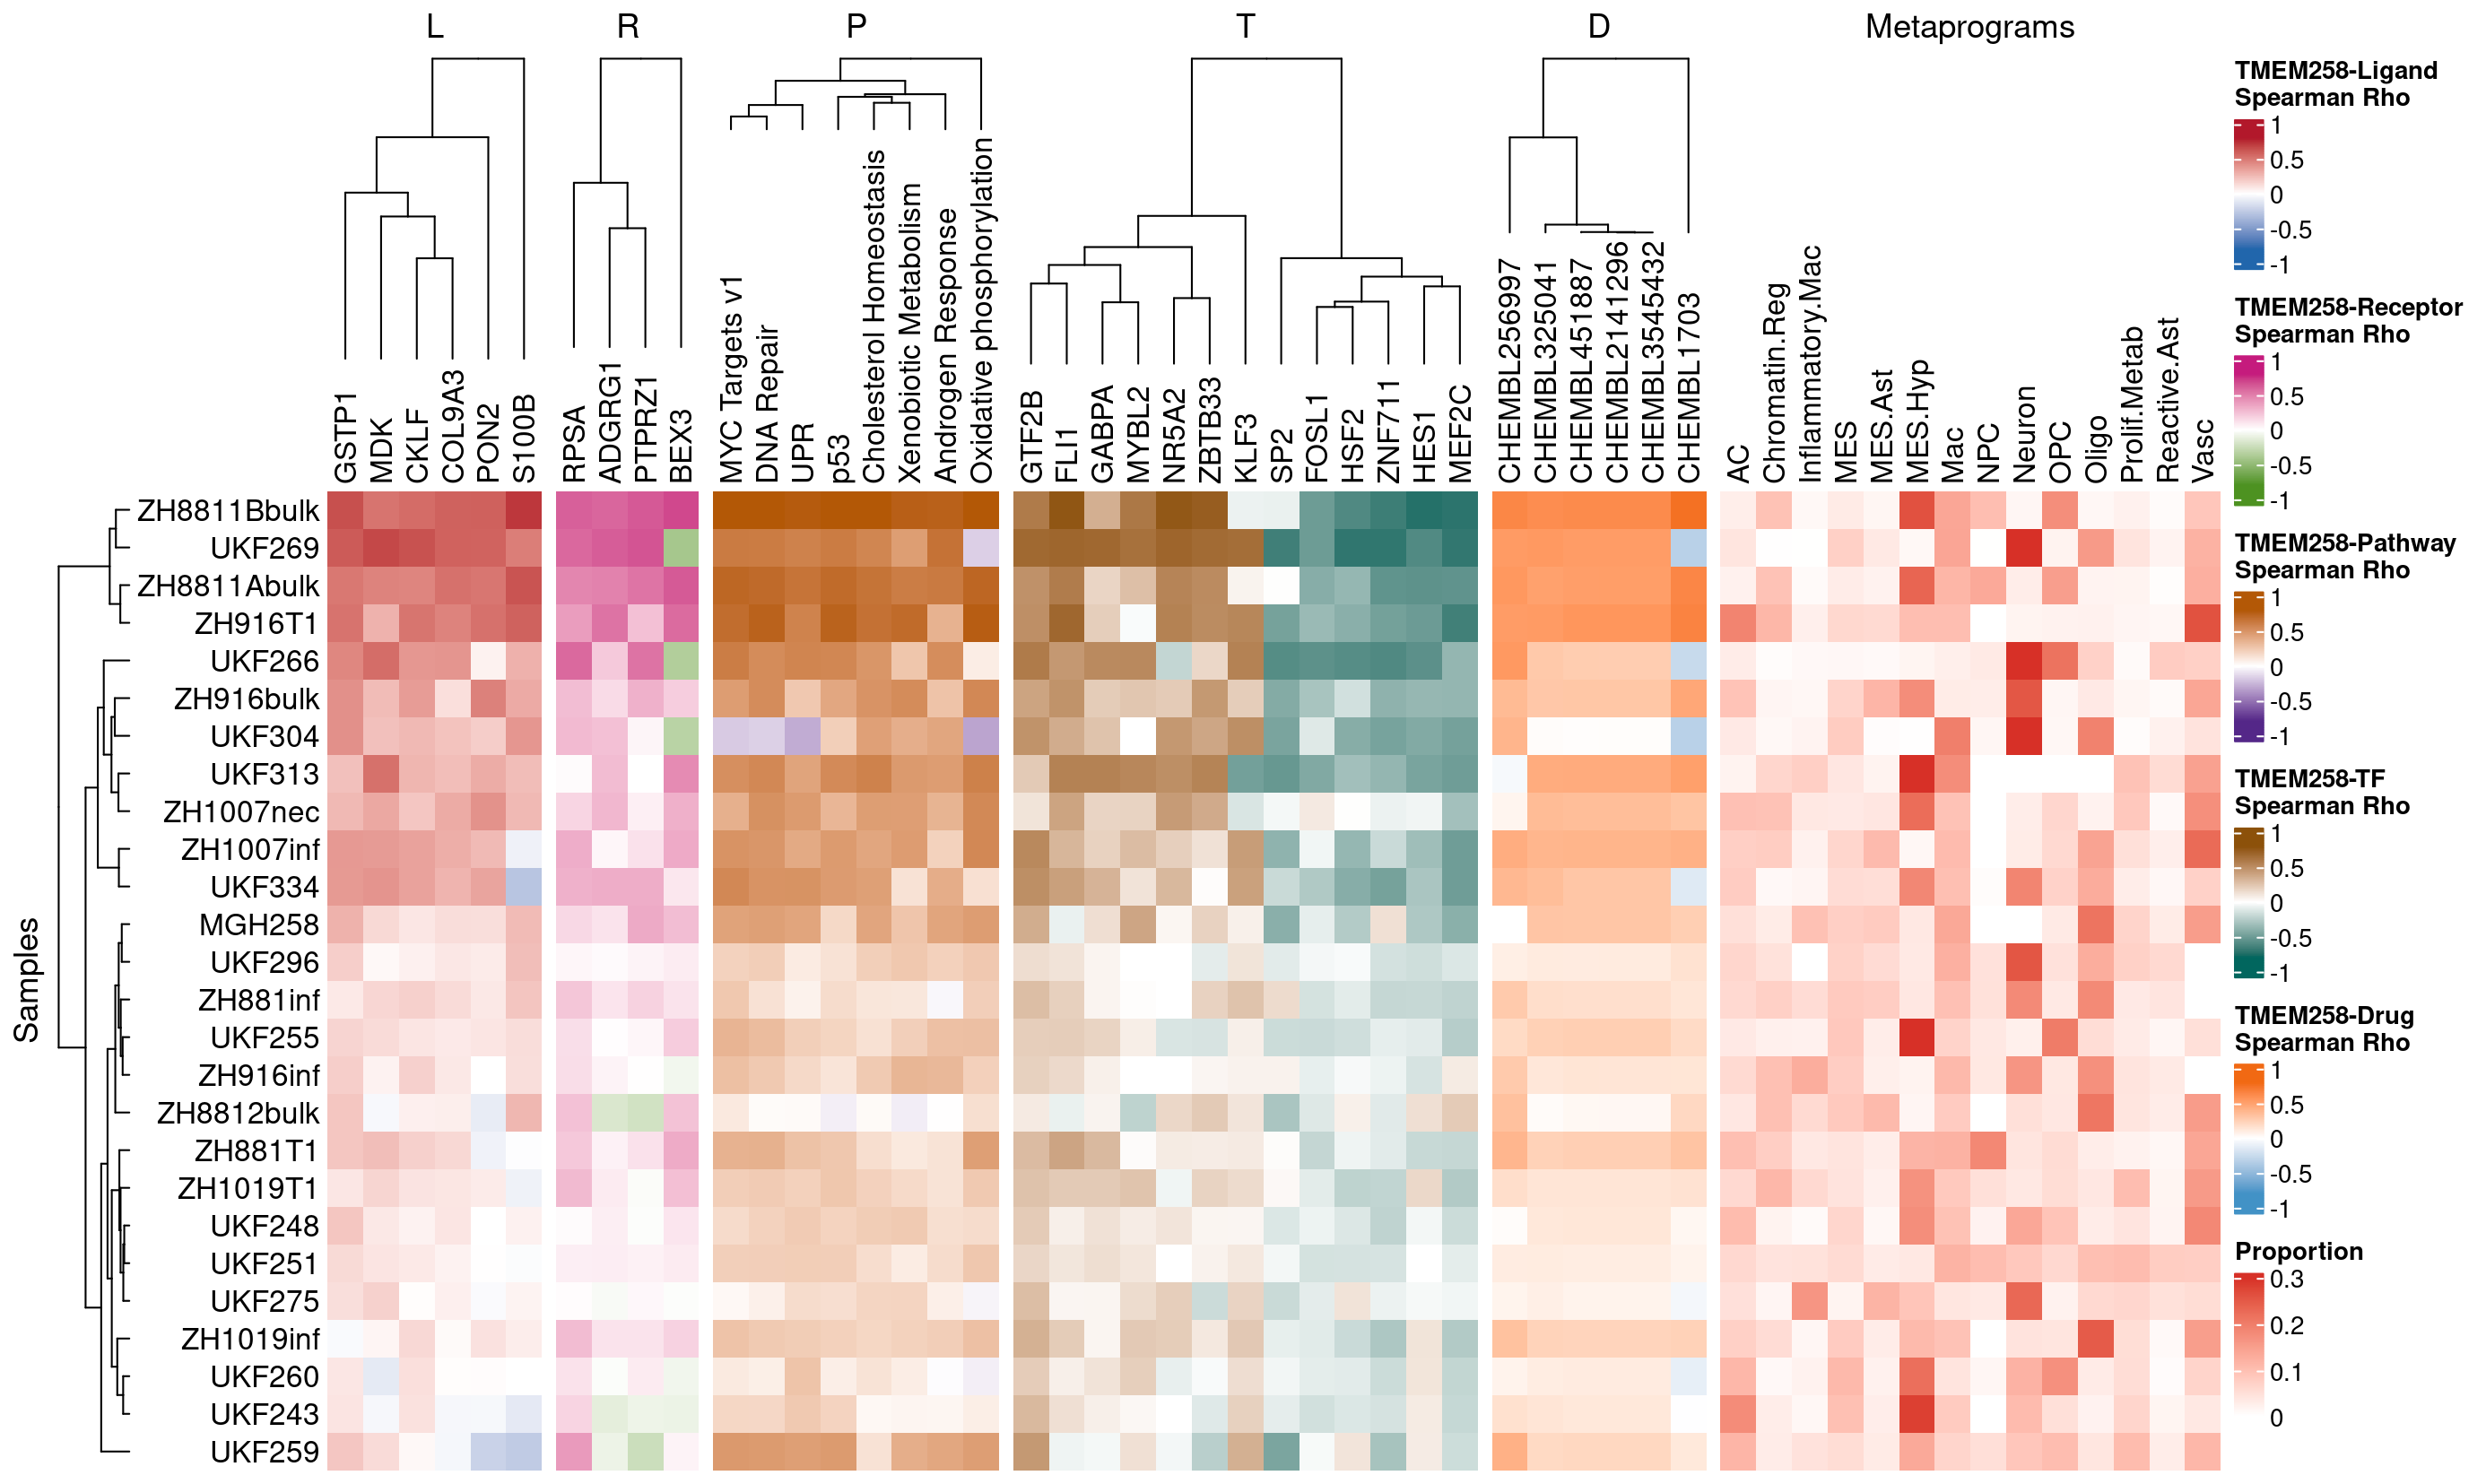 L
R
P
T
D
Metaprograms
GSTP1
MDK
CKLF
COL9A3
PON2
S100B
RPSA
ADGRG1
PTPRZ1
BEX3
MYC Targets v1
DNA Repair
UPR
p53
Cholesterol Homeostasis
Xenobiotic Metabolism
Androgen Response
Oxidative phosphorylation
GTF2B
FLI1
GABPA
MYBL2
NR5A2
ZBTB33
KLF3
SP2
FOSL1
HSF2
ZNF711
HES1
MEF2C
CHEMBL256997
CHEMBL325041
CHEMBL451887
CHEMBL2141296
CHEMBL3545432
CHEMBL1703
AC
Chromatin.Reg
Inflammatory.Mac
MES
MES.Ast
MES.Hyp
Mac
NPC
Neuron
OPC
Oligo
Prolif.Metab
Reactive.Ast
Vasc
Samples
ZH8811Bbulk
UKF269
ZH8811Abulk
ZH916T1
UKF266
ZH916bulk
UKF304
UKF313
ZH1007nec
ZH1007inf
UKF334
MGH258
UKF296
ZH881inf
UKF255
ZH916inf
ZH8812bulk
ZH881T1
ZH1019T1
UKF248
UKF251
UKF275
ZH1019inf
UKF260
UKF243
UKF259
TMEM258-Ligand
Spearman Rho
1
0.5
0
-0.5
-1
TMEM258-Receptor
Spearman Rho
1
0.5
0
-0.5
-1
TMEM258-Pathway
Spearman Rho
1
0.5
0
-0.5
-1
TMEM258-TF
Spearman Rho
1
0.5
0
-0.5
-1
TMEM258-Drug
Spearman Rho
1
0.5
0
-0.5
-1
Proportion
0.3
0.2
0.1
0